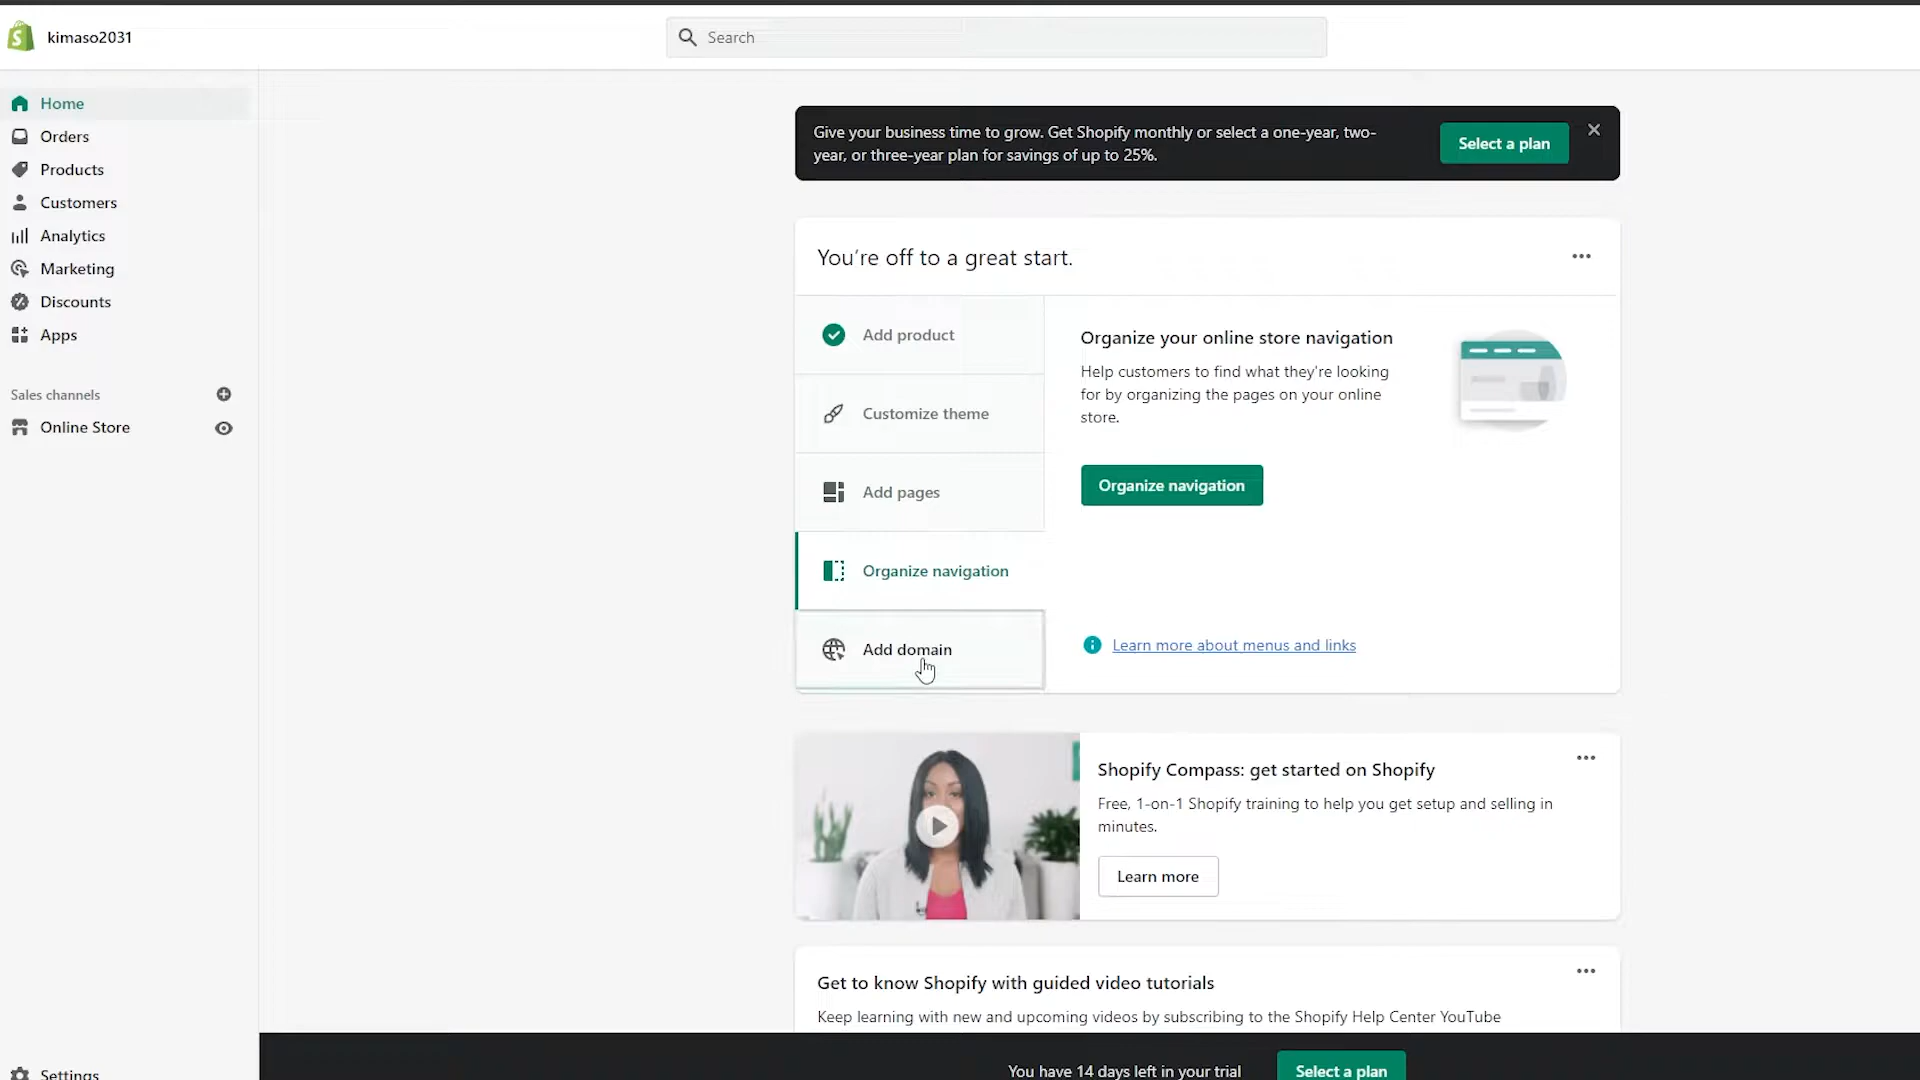 kimaso2031
Search
Home
Orders
Products
Customers
Analytics
Marketing
Discounts
Apps
Sales channels
Online Store
Settings
Give your business time to grow. Get Shopify monthly or select a one-year, two-
year, or three-year plan for savings of up to 25%.
Select a plan
You’re off to a great start.
Add product
Customize theme
Add pages
Organize navigation
Add domain
Organize your online store navigation
Help customers to find what they're looking
for by organizing the pages on your online
store.
Organize navigation
Learn more about menus and links
Shopify Compass: get started on Shopify
Free, 1-on-1 Shopify training to help you get setup and selling in
minutes.
Learn more
Get to know Shopify with guided video tutorials
Keep learning with new and upcoming videos by subscribing to the Shopify Help Center YouTube
You have 14 days left in your trial
Select a plan